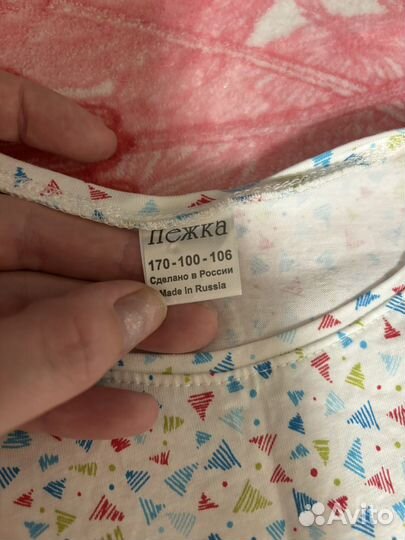 Пежка
170-100-106
Сделано в России
Made In Russia
Avito